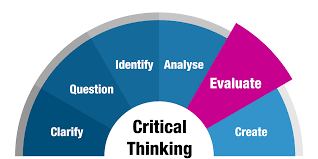 Clarify
Question
Identify
Analyse
Evaluate
Create
Critical
Thinking